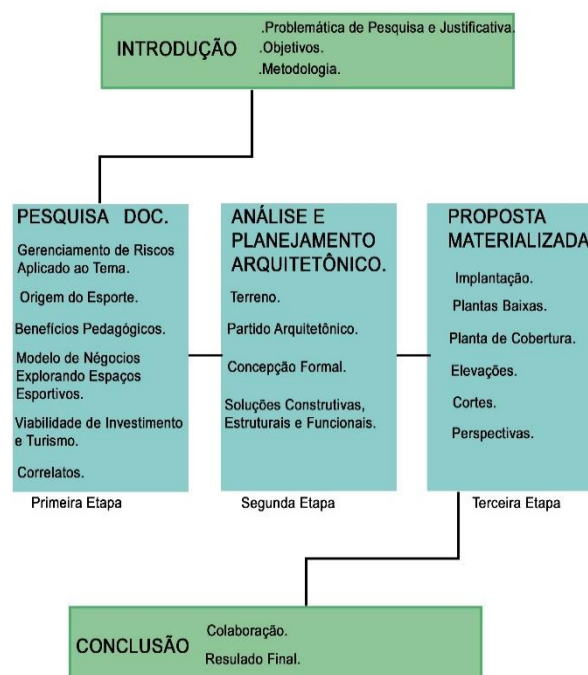 INTRODUÇÃO
.Problemática de Pesquisa e Justificativa.
.Objetivos.
.Metodologia.
PESQUISA DOC.
Gerenciamento de Riscos
Aplicado ao Tema.
Origem do Esporte.
Benefícios Pedagógicos.
Modelo de Négocios
Explorando Espaços
Esportivos.
Viabilidade de Investimento
e Turismo.
Correlatos.
Primeira Etapa
ANÁLISE E
PLANEJAMENTO
ARQUITETÔNICO.
Terreno.
Partido Arquitetônico.
Concepção Formal.
Soluções Construtivas,
Estruturais e Funcionais.
Segunda Etapa
PROPOSTA
MATERIALIZADA
Implantação.
Plantas Baixas.
Planta de Cobertura.
Elevações.
Cortes.
Perspectivas.
Terceira Etapa
CONCLUSÃO
Colaboração.
Resulado Final.